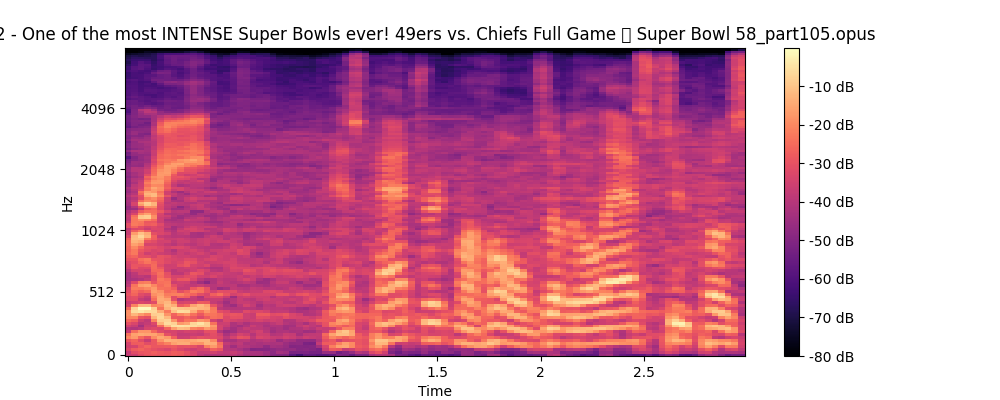 2 - One of the most INTENSE Super Bowls ever! 49ers vs. Chiefs Full Game ▯ Super Bowl 58_part105.opus
4096
2048
1024
512
0
Hz
0
0.5
1
1.5
2
2.5
Time
-10 dB
-20 dB
-30 dB
-40 dB
-50 dB
-60 dB
-70 dB
-80 dB